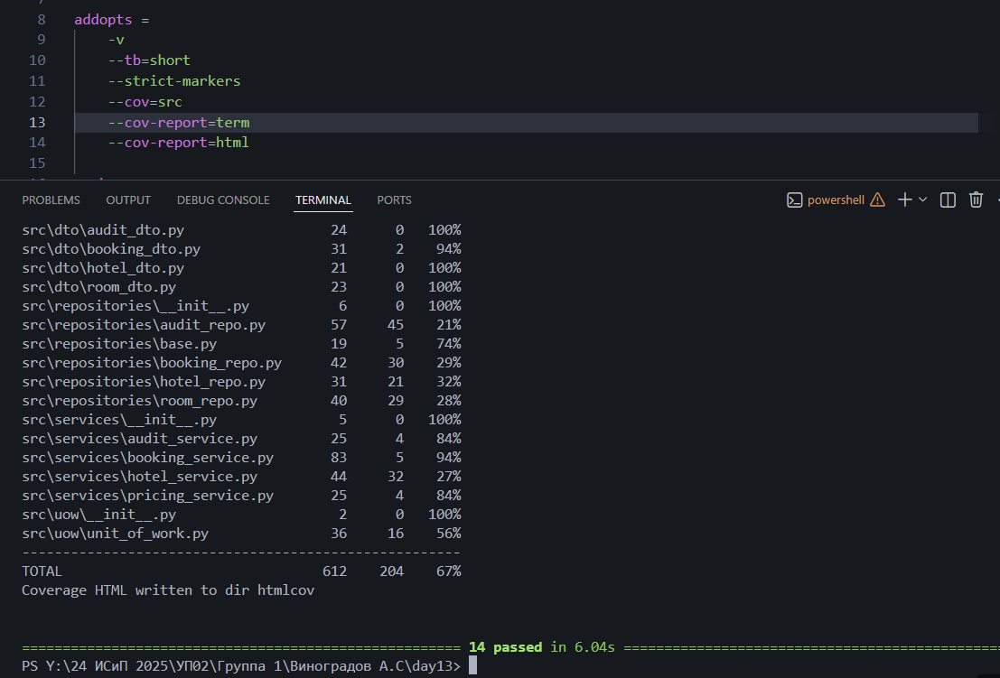 8 addopts =
9 -v
10 --tb=short
11 --strict-markers
12 --cov=src
13 --cov-report=term
14 --cov-report=html
15
PROBLEMS OUTPUT DEBUG CONSOLE TERMINAL PORTS powershell
src\dto\audit_dto.py 24 0 100%
src\dto\booking_dto.py 31 2 94%
src\dto\hotel_dto.py 21 0 100%
src\dto\room_dto.py 23 0 100%
src\repositories\__init__.py 6 0 100%
src\repositories\audit_repo.py 57 45 21%
src\repositories\base.py 19 5 74%
src\repositories\booking_repo.py 42 30 29%
src\repositories\hotel_repo.py 31 21 32%
src\repositories\room_repo.py 40 29 28%
src\services\__init__.py 5 0 100%
src\services\audit_service.py 25 4 84%
src\services\booking_service.py 83 5 94%
src\services\hotel_service.py 44 32 27%
src\services\pricing_service.py 25 4 84%
src\uow\__init__.py 2 0 100%
src\uow\unit_of_work.py 36 16 56%
------------------------------------------------------
TOTAL 612 204 67%
Coverage HTML written to dir htmlcov
====================================================== 14 passed in 6.04s ==============================================
PS Y:\24 ИСиП 2025\УП02\Группа 1\Виноградов А.С\day13>